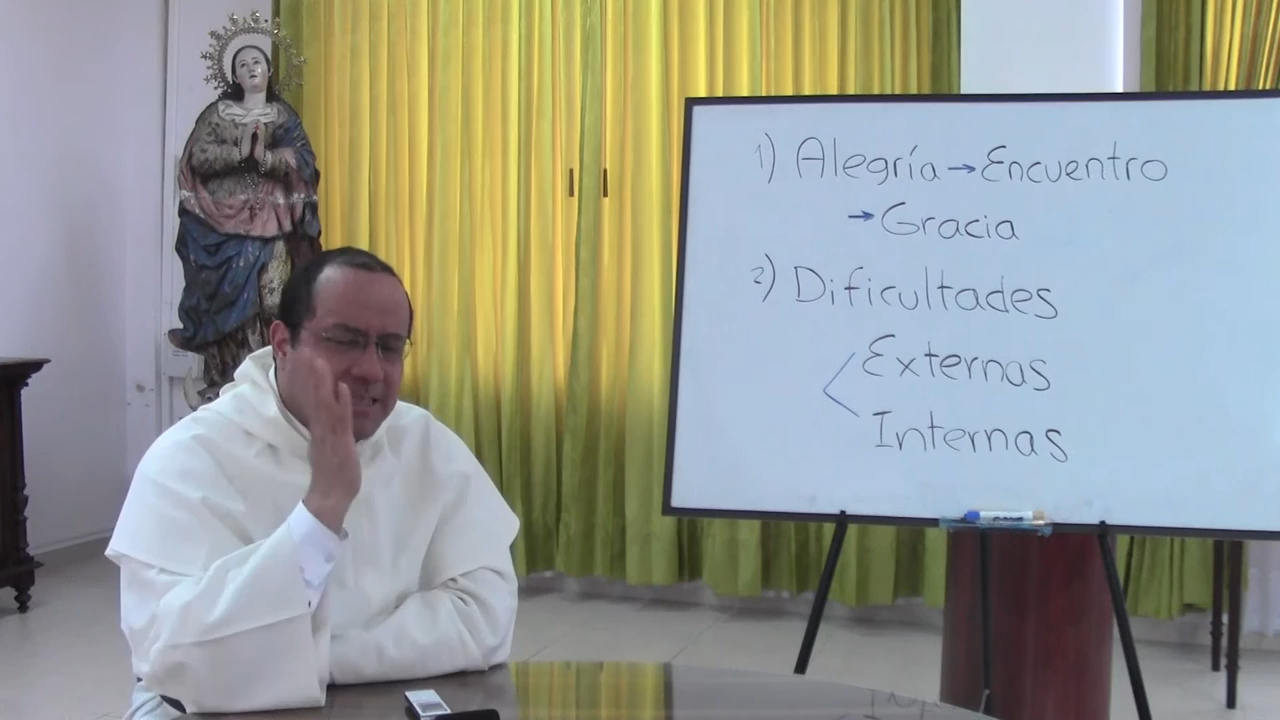 1) Alegría → Encuentro
→ Gracia
2) Dificultades
Externas
Internas